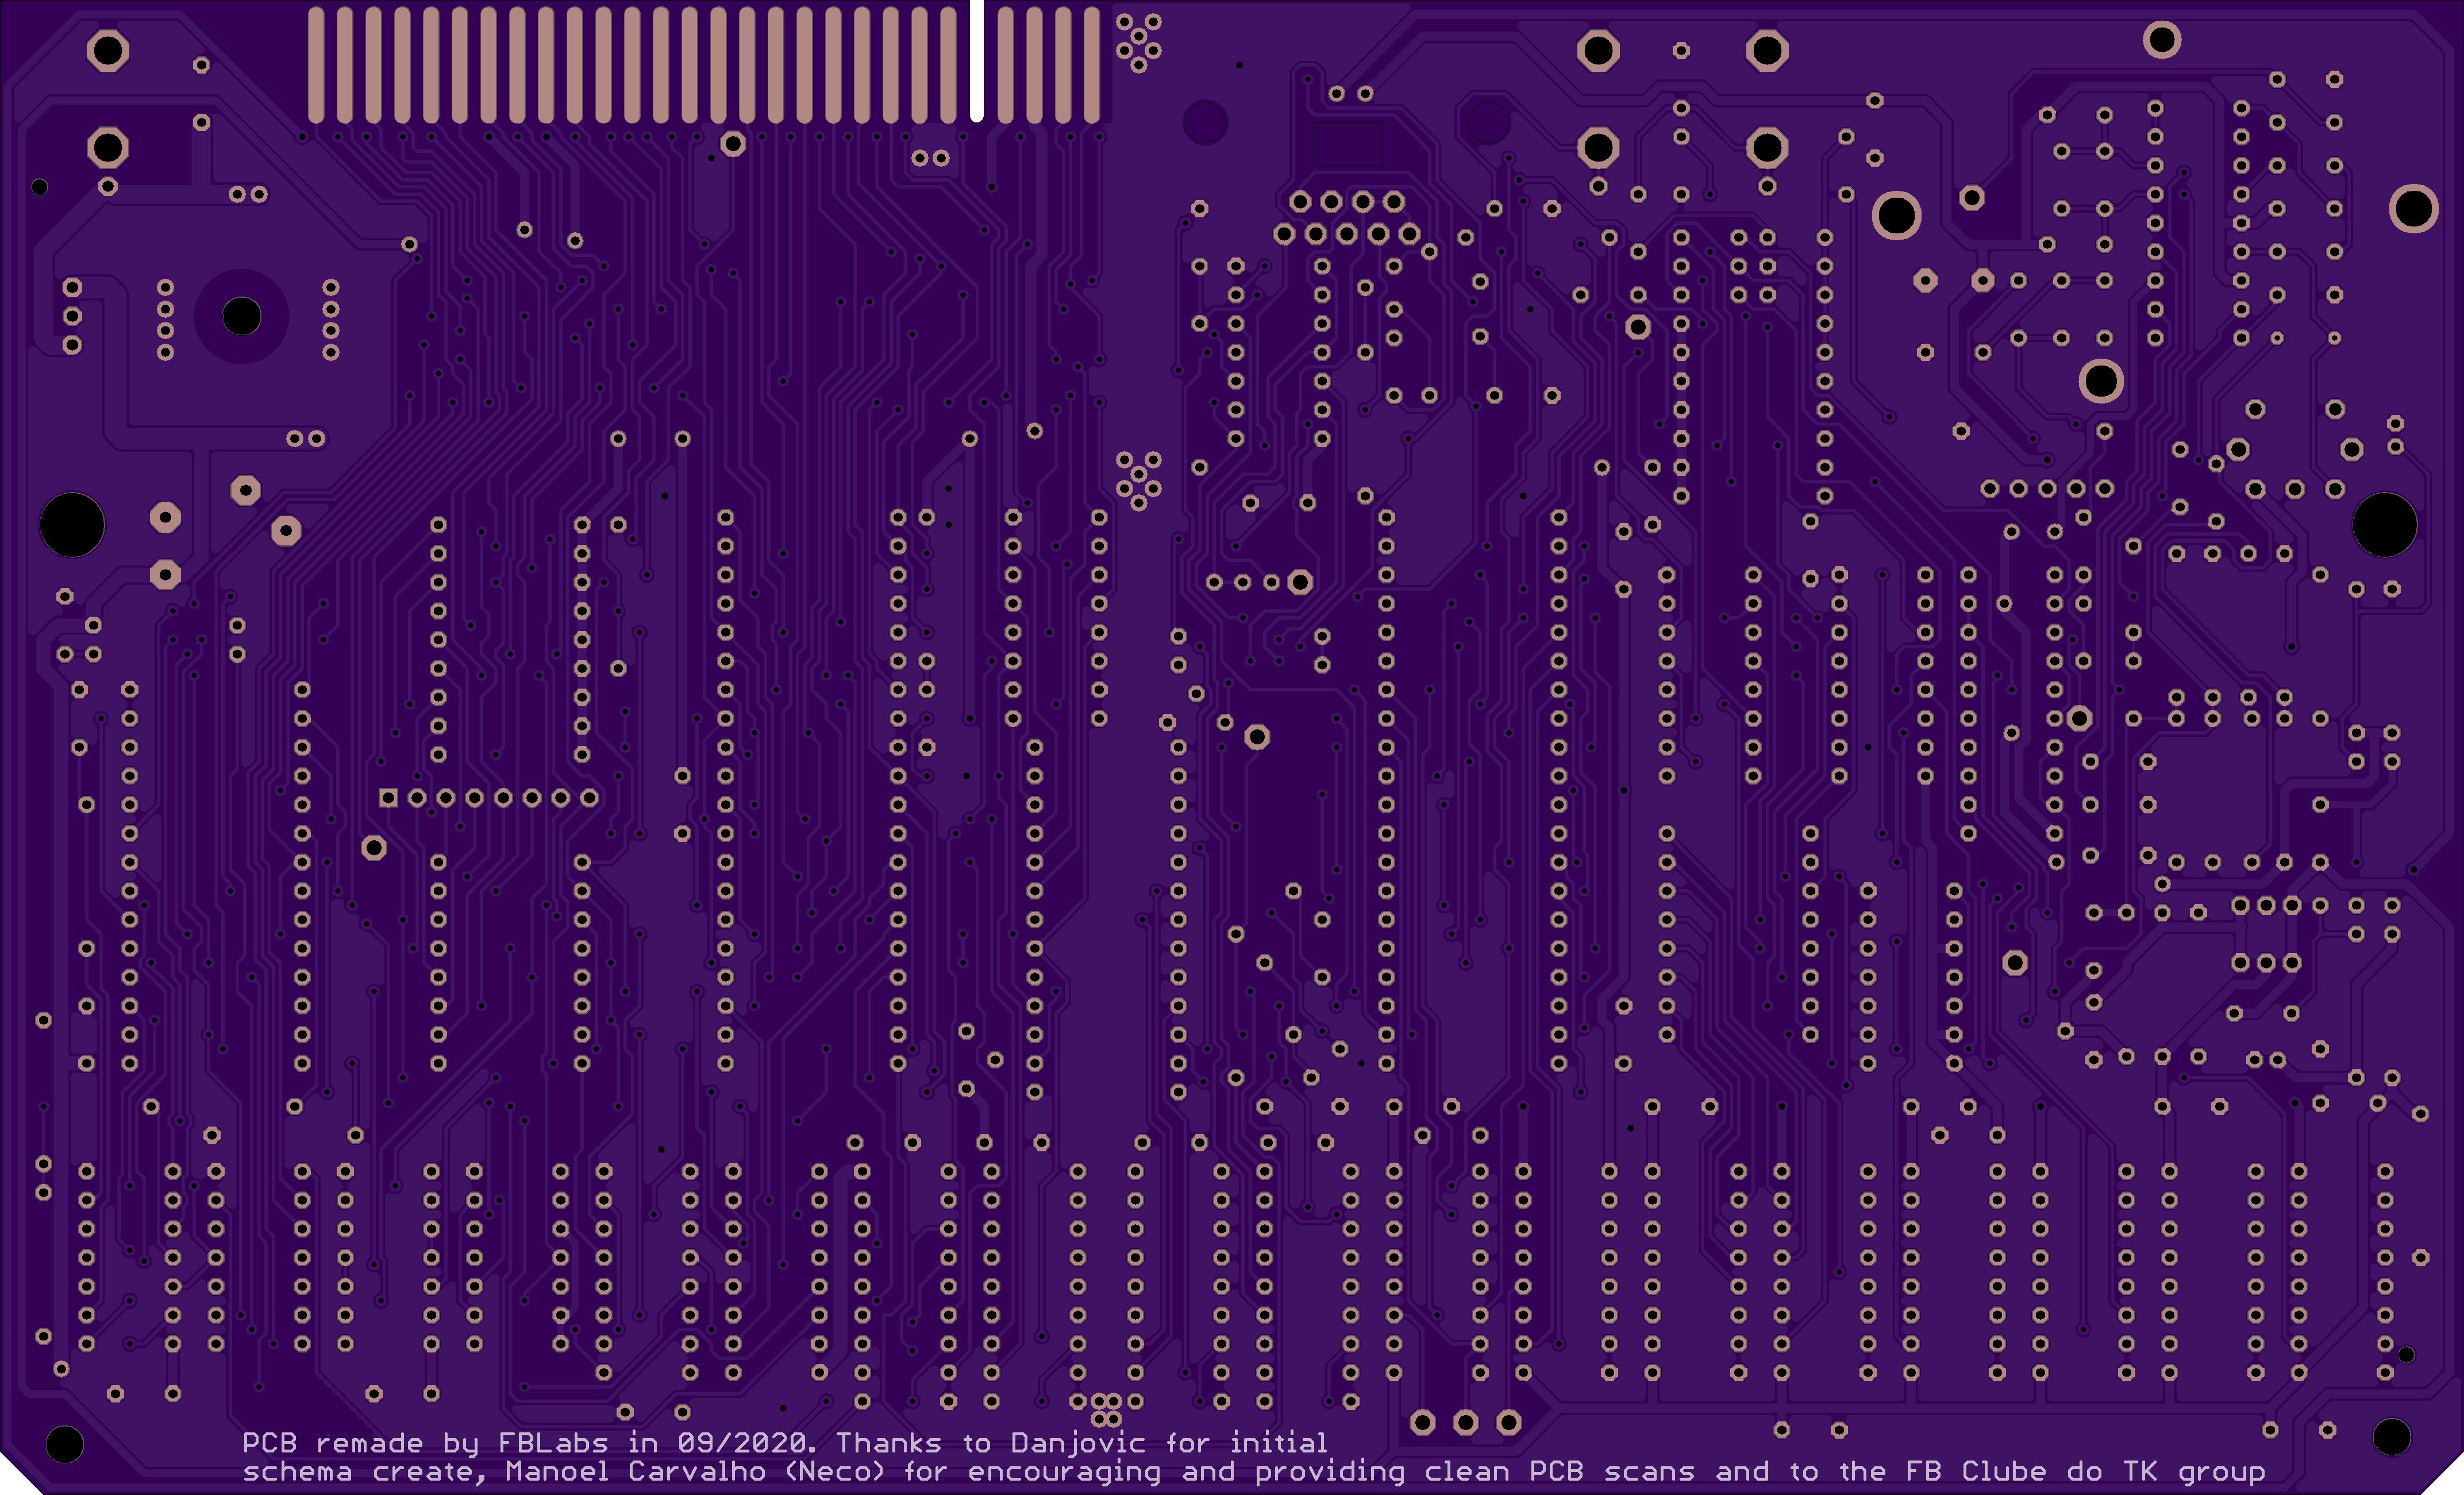 PCB remade by FBLabs in 09/2020. Thanks to Danjovic for initial
schema create, Manoel Carvalho (Neco) for encouraging and providing clean PCB scans and to the FB Clube do TK group